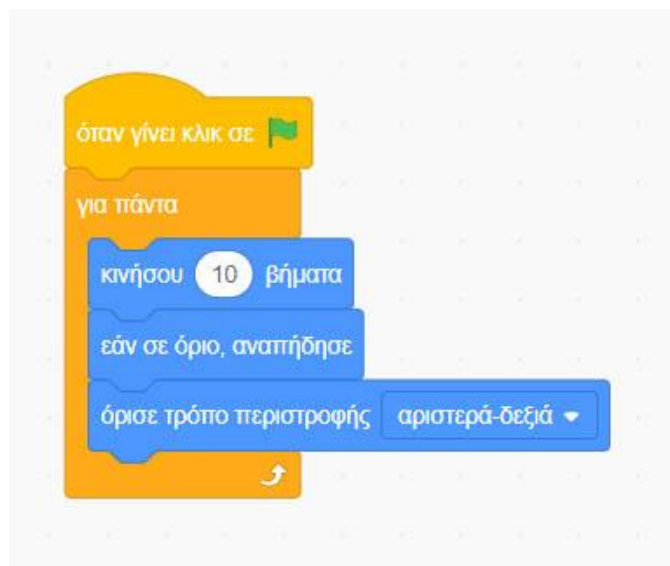 όταν γίνει κλικ σε
για πάντα
κινήσου 10 βήματα
εάν σε όριο, αναπήδησε
όρισε τρόπο περιστροφής αριστερά-δεξιά